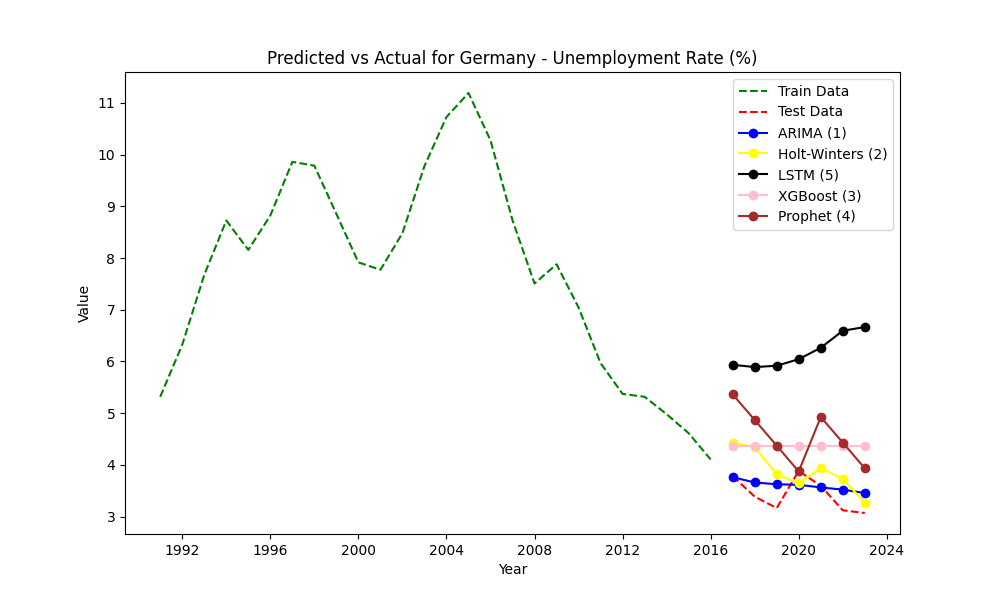 Predicted vs Actual for Germany - Unemployment Rate (%)
Train Data
Test Data
ARIMA (1)
Holt-Winters (2)
LSTM (5)
XGBoost (3)
Prophet (4)
Value
11
10
9
8
7
6
5
4
3
1992 1996 2000 2004 2008 2012 2016 2020 2024
Year